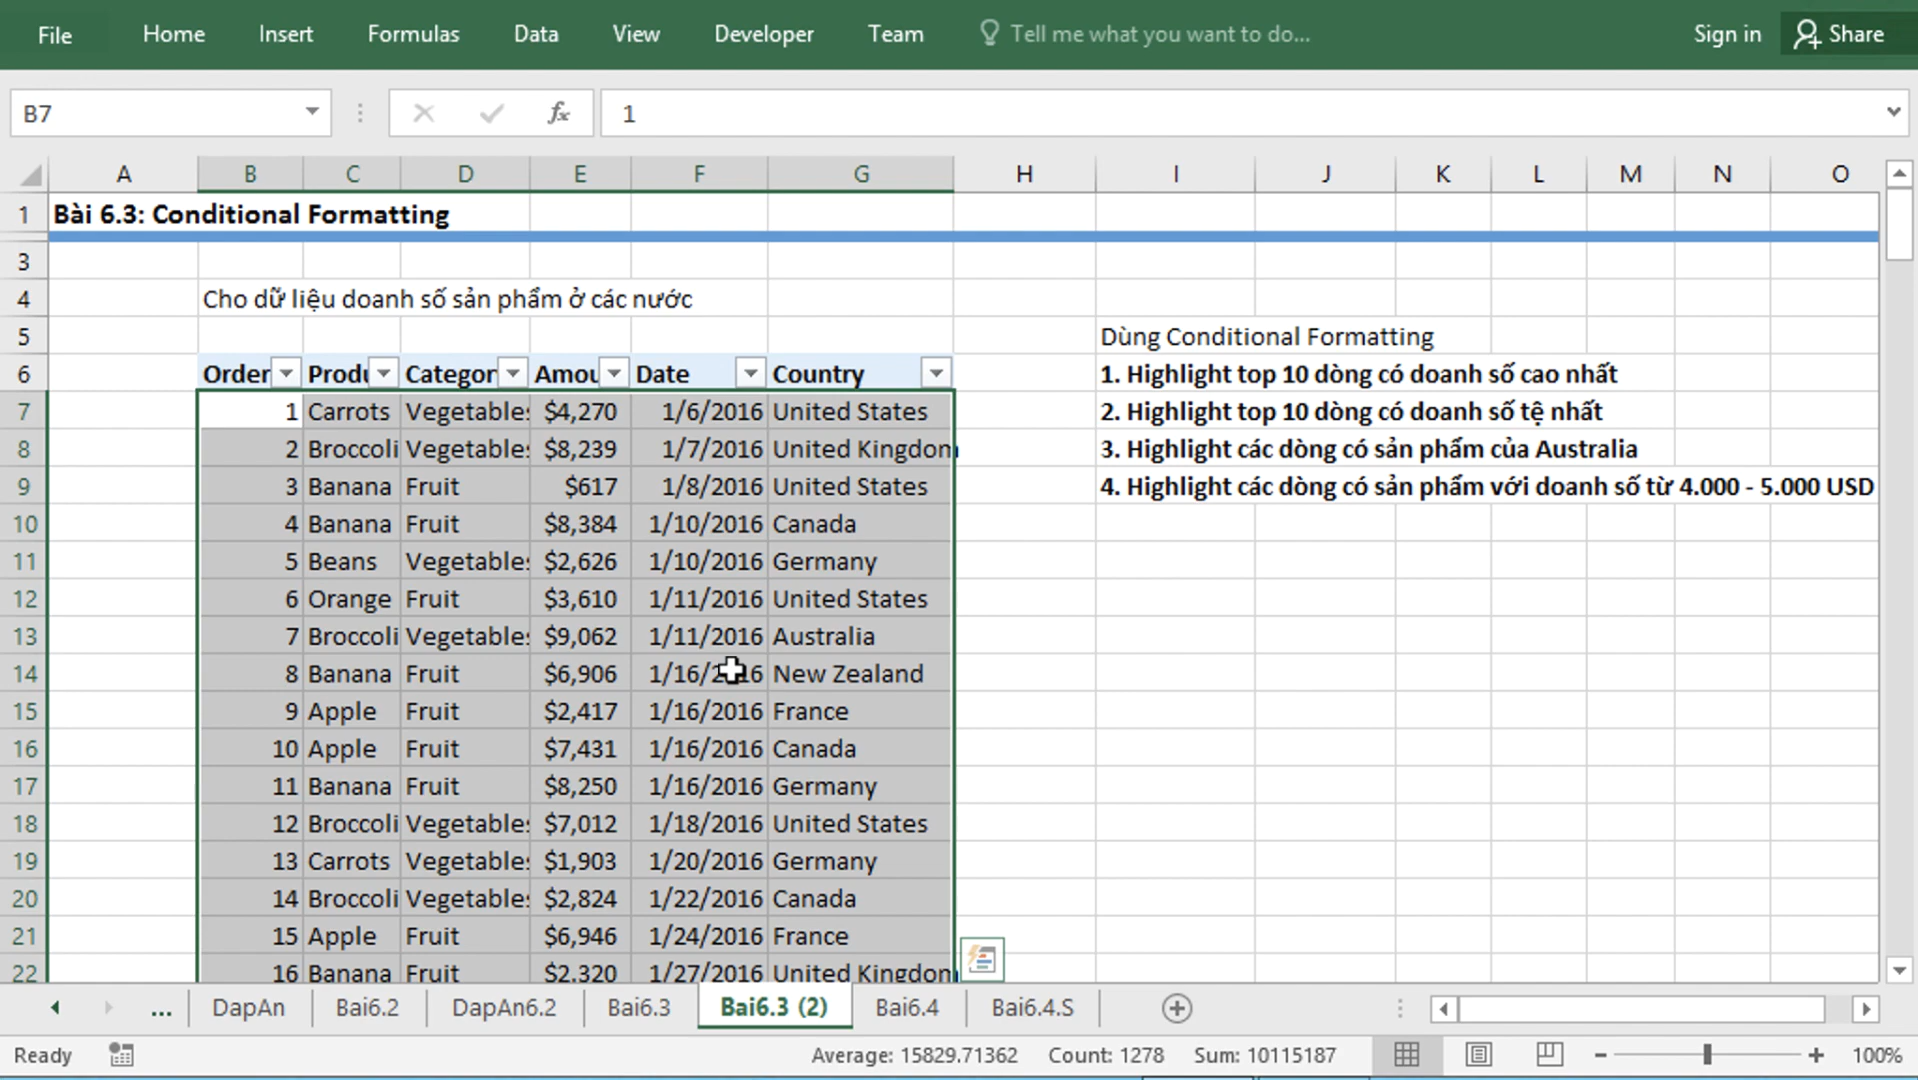 File Home Insert Formulas Data View Developer Team Tell me what you want to do... Sign in Share
B7 fx 1
A B C D E F G H I J K L M N O
1 Bài 6.3: Conditional Formatting
3
4 Cho dữ liệu doanh số sản phẩm ở các nước
5 Dùng Conditional Formatting
6 Order Produ Categor Amou Date Country 1. Highlight top 10 dòng có doanh số cao nhất
7 1 Carrots Vegetables $4,270 1/6/2016 United States 2. Highlight top 10 dòng có doanh số tệ nhất
8 2 Broccoli Vegetables $8,239 1/7/2016 United Kingdom 3. Highlight các dòng có sản phẩm của Australia
9 3 Banana Fruit $617 1/8/2016 United States 4. Highlight các dòng có sản phẩm với doanh số từ 4.000 - 5.000 USD
10 4 Banana Fruit $8,384 1/10/2016 Canada
11 5 Beans Vegetables $2,626 1/10/2016 Germany
12 6 Orange Fruit $3,610 1/11/2016 United States
13 7 Broccoli Vegetables $9,062 1/11/2016 Australia
14 8 Banana Fruit $6,906 1/16/2016 New Zealand
15 9 Apple Fruit $2,417 1/16/2016 France
16 10 Apple Fruit $7,431 1/16/2016 Canada
17 11 Banana Fruit $8,250 1/16/2016 Germany
18 12 Broccoli Vegetables $7,012 1/18/2016 United States
19 13 Carrots Vegetables $1,903 1/20/2016 Germany
20 14 Broccoli Vegetables $2,824 1/22/2016 Canada
21 15 Apple Fruit $6,946 1/24/2016 France
22 16 Banana Fruit $2,320 1/27/2016 United Kingdom
... DapAn Bai6.2 DapAn6.2 Bai6.3 Bai6.3 (2) Bai6.4 Bai6.4.S
Ready Average: 15829.71362 Count: 1278 Sum: 10115187 100%